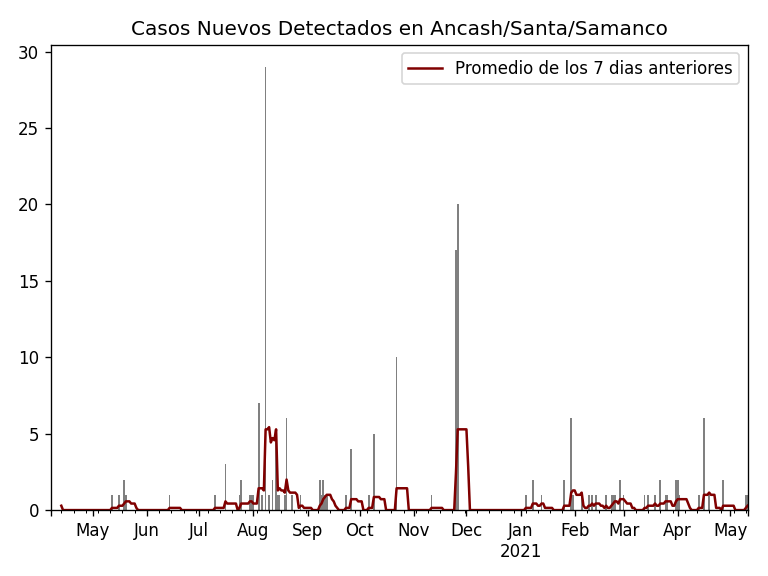 Casos Nuevos Detectados en Ancash/Santa/Samanco
Promedio de los 7 dias anteriores
30
25
20
15
10
5
0
May Jun Jul Aug Sep Oct Nov Dec Jan Feb Mar Apr May
2021